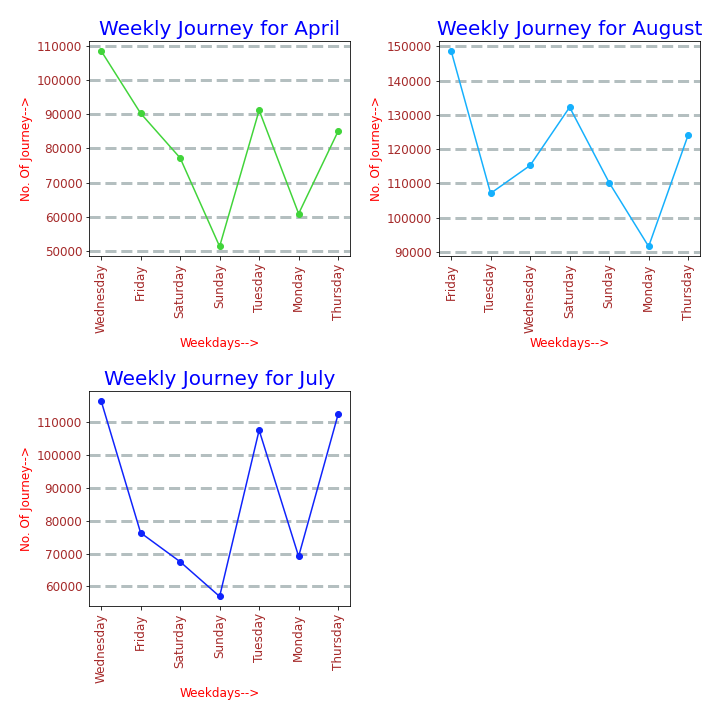 Weekly Journey for April
No. Of Journey-->
110000
100000
90000
80000
70000
60000
50000
Wednesday
Friday
Saturday
Sunday
Tuesday
Monday
Thursday
Weekdays-->
Weekly Journey for August
No. Of Journey-->
150000
140000
130000
120000
110000
100000
90000
Friday
Tuesday
Wednesday
Saturday
Sunday
Monday
Thursday
Weekdays-->
Weekly Journey for July
No. Of Journey-->
110000
100000
90000
80000
70000
60000
Wednesday
Friday
Saturday
Sunday
Tuesday
Monday
Thursday
Weekdays-->